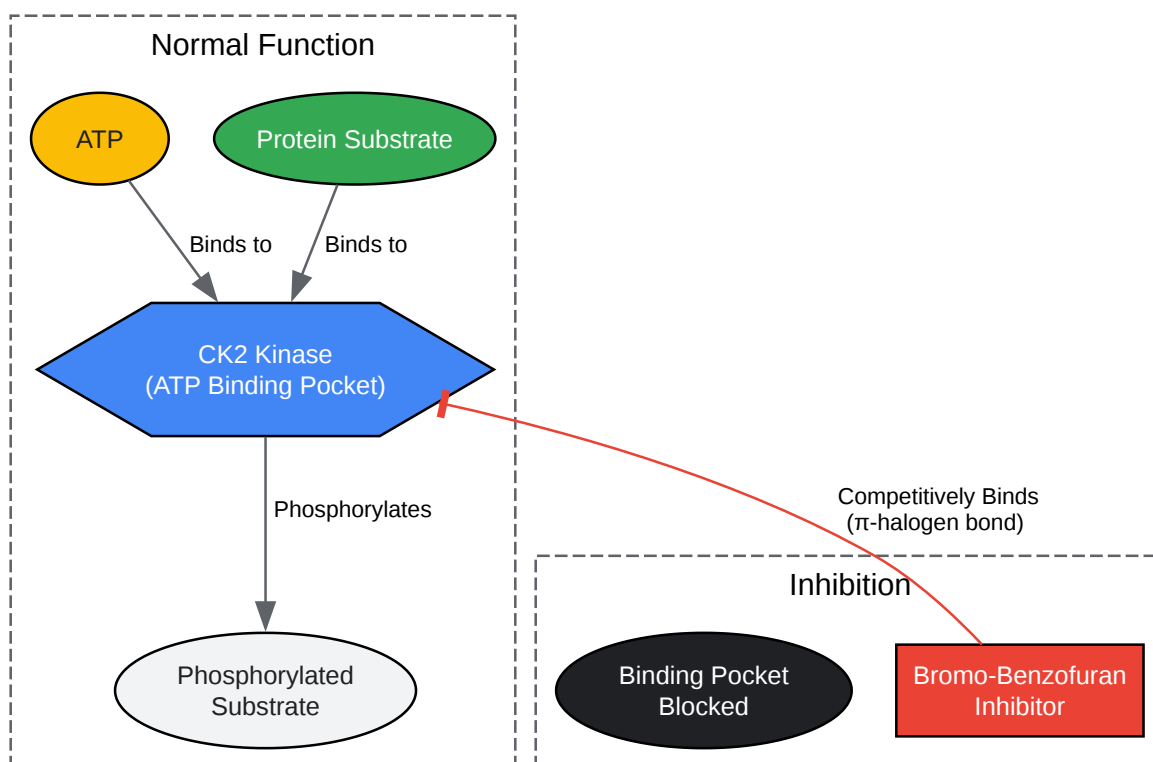 Normal Function
ATP
Protein Substrate
Binds to
Binds to
CK2 Kinase
(ATP Binding Pocket)
Phosphorylates
Competitively Binds
(π-halogen bond)
Inhibition
Phosphorylated
Substrate
Binding Pocket
Blocked
Bromo-Benzofuran
Inhibitor